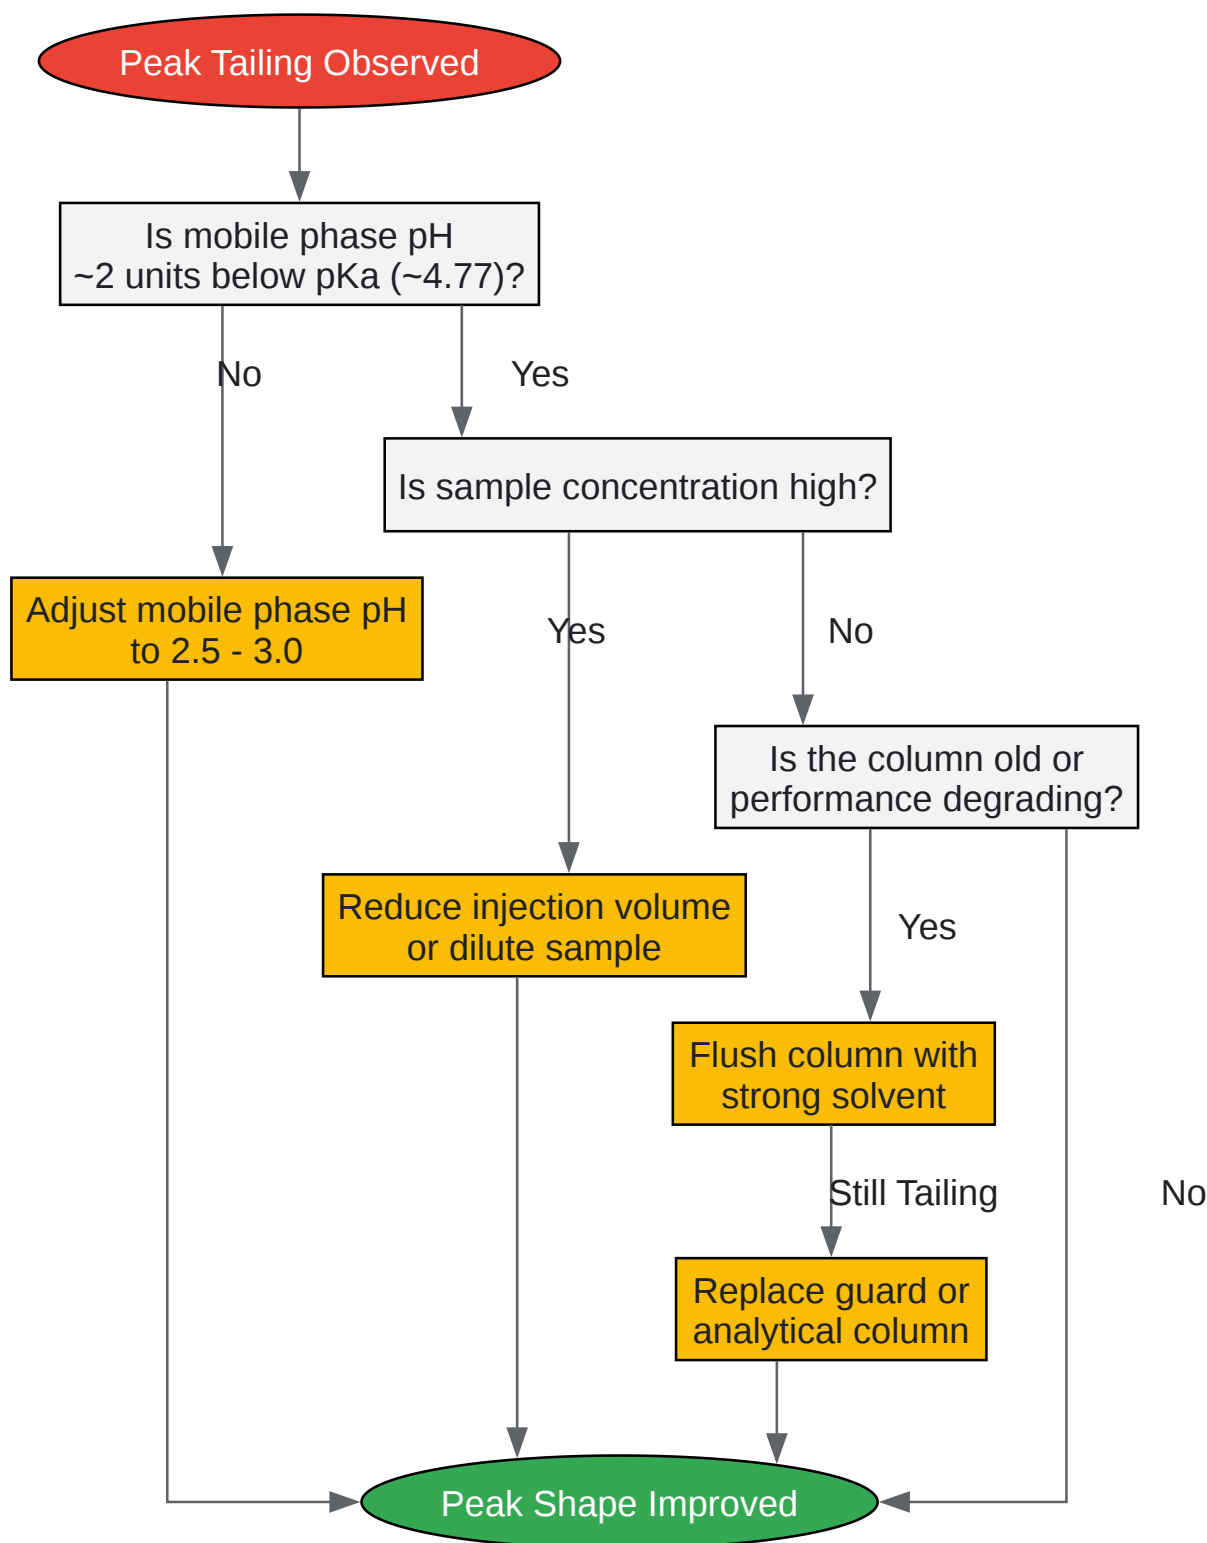 Peak Tailing Observed
Is mobile phase pH
~2 units below pKa (~4.77)?
No
Yes
Is sample concentration high?
Adjust mobile phase pH
to 2.5 - 3.0
Yes
No
Is the column old or
performance degrading?
Reduce injection volume
or dilute sample
Yes
Flush column with
strong solvent
Still Tailing
No
Replace guard or
analytical column
Peak Shape Improved